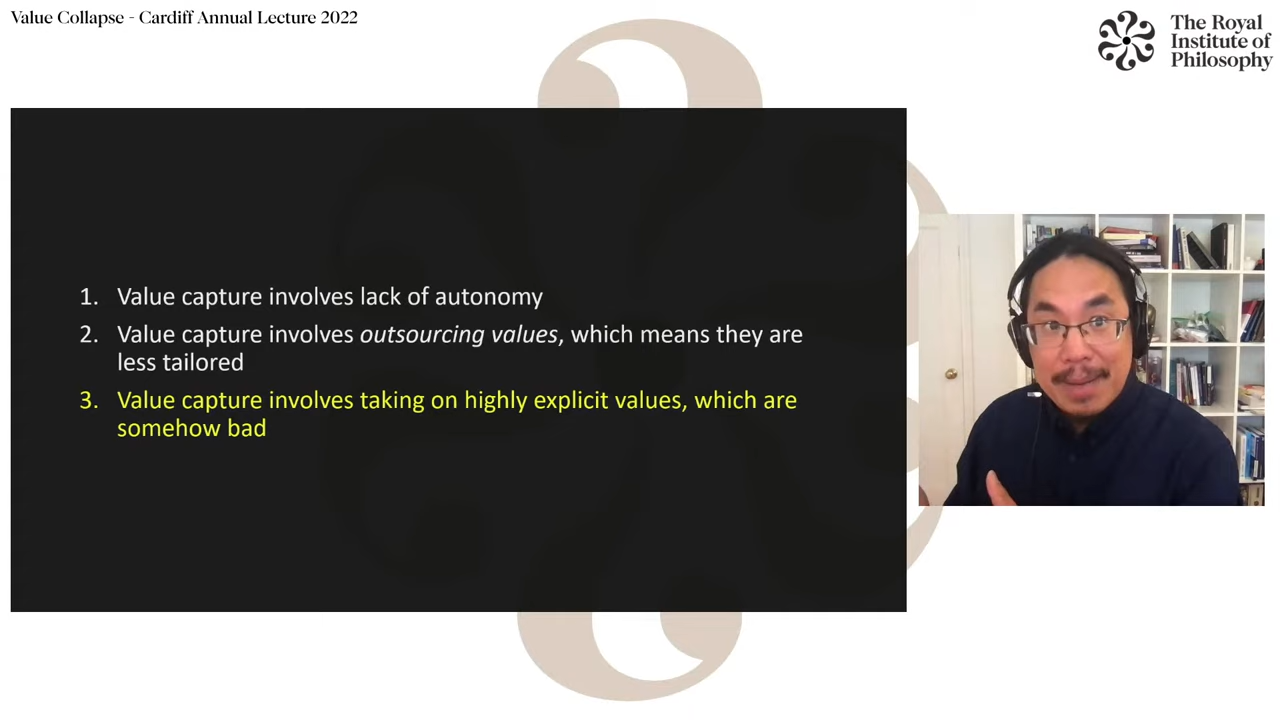 Value Collapse - Cardiff Annual Lecture 2022
The Royal
Institute of
Philosophy
1. Value capture involves lack of autonomy
2. Value capture involves outsourcing values, which means they are
less tailored
3. Value capture involves taking on highly explicit values, which are
somehow bad